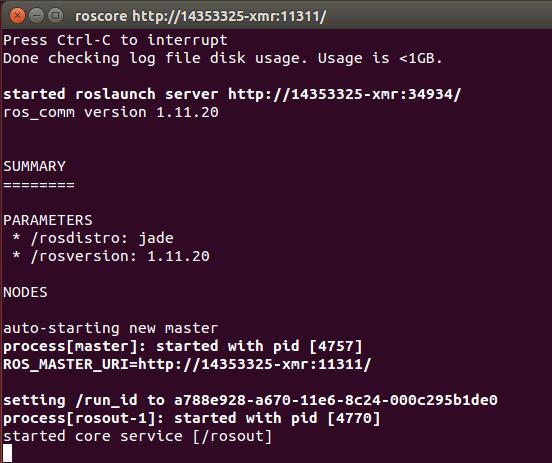 roscore http://14353325-xmr:11311/
Press Ctrl-C to interrupt
Done checking log file disk usage. Usage is <1GB.
started roslaunch server http://14353325-xmr:34934/
ros_comm version 1.11.20
SUMMARY
========
PARAMETERS
* /rosdistro: jade
* /rosversion: 1.11.20
NODES
auto-starting new master
process[master]: started with pid [4757]
ROS_MASTER_URI=http://14353325-xmr:11311/
setting /run_id to a788e928-a670-11e6-8c24-000c295b1de0
process[rosout-1]: started with pid [4770]
started core service [/rosout]